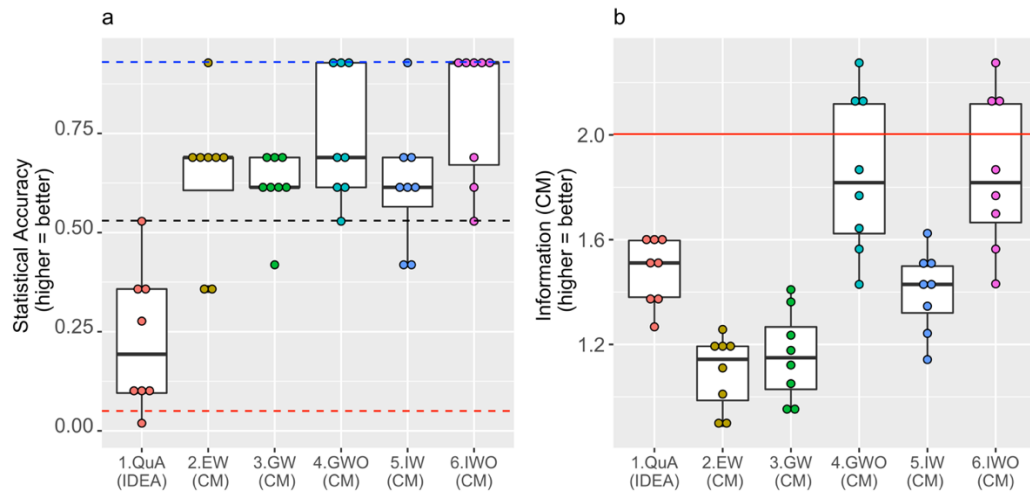 a
Statistical Accuracy
(higher = better)
0.75
0.50
0.25
0.00
1.QuA
(IDEA)
2.EW
(CM)
3.GW
(CM)
4.GWO
(CM)
5.IW
(CM)
6.IWO
(CM)
b
Information (CM)
(higher = better)
2.0
1.6
1.2
1.QuA
(IDEA)
2.EW
(CM)
3.GW
(CM)
4.GWO
(CM)
5.IW
(CM)
6.IWO
(CM)